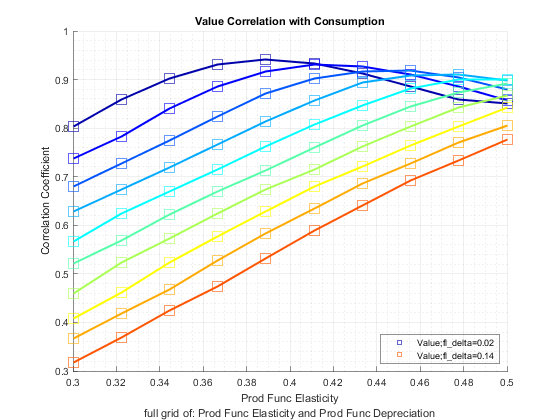 Value Correlation with Consumption
1
0.9
0.8
0.7
0.6
0.5
0.4
0.3
Correlation Coefficient
Value;fl_delta=0.02
Value;fl_delta=0.14
0.3 0.32 0.34 0.36 0.38 0.4 0.42 0.44 0.46 0.48 0.5
Prod Func Elasticity
full grid of: Prod Func Elasticity and Prod Func Depreciation